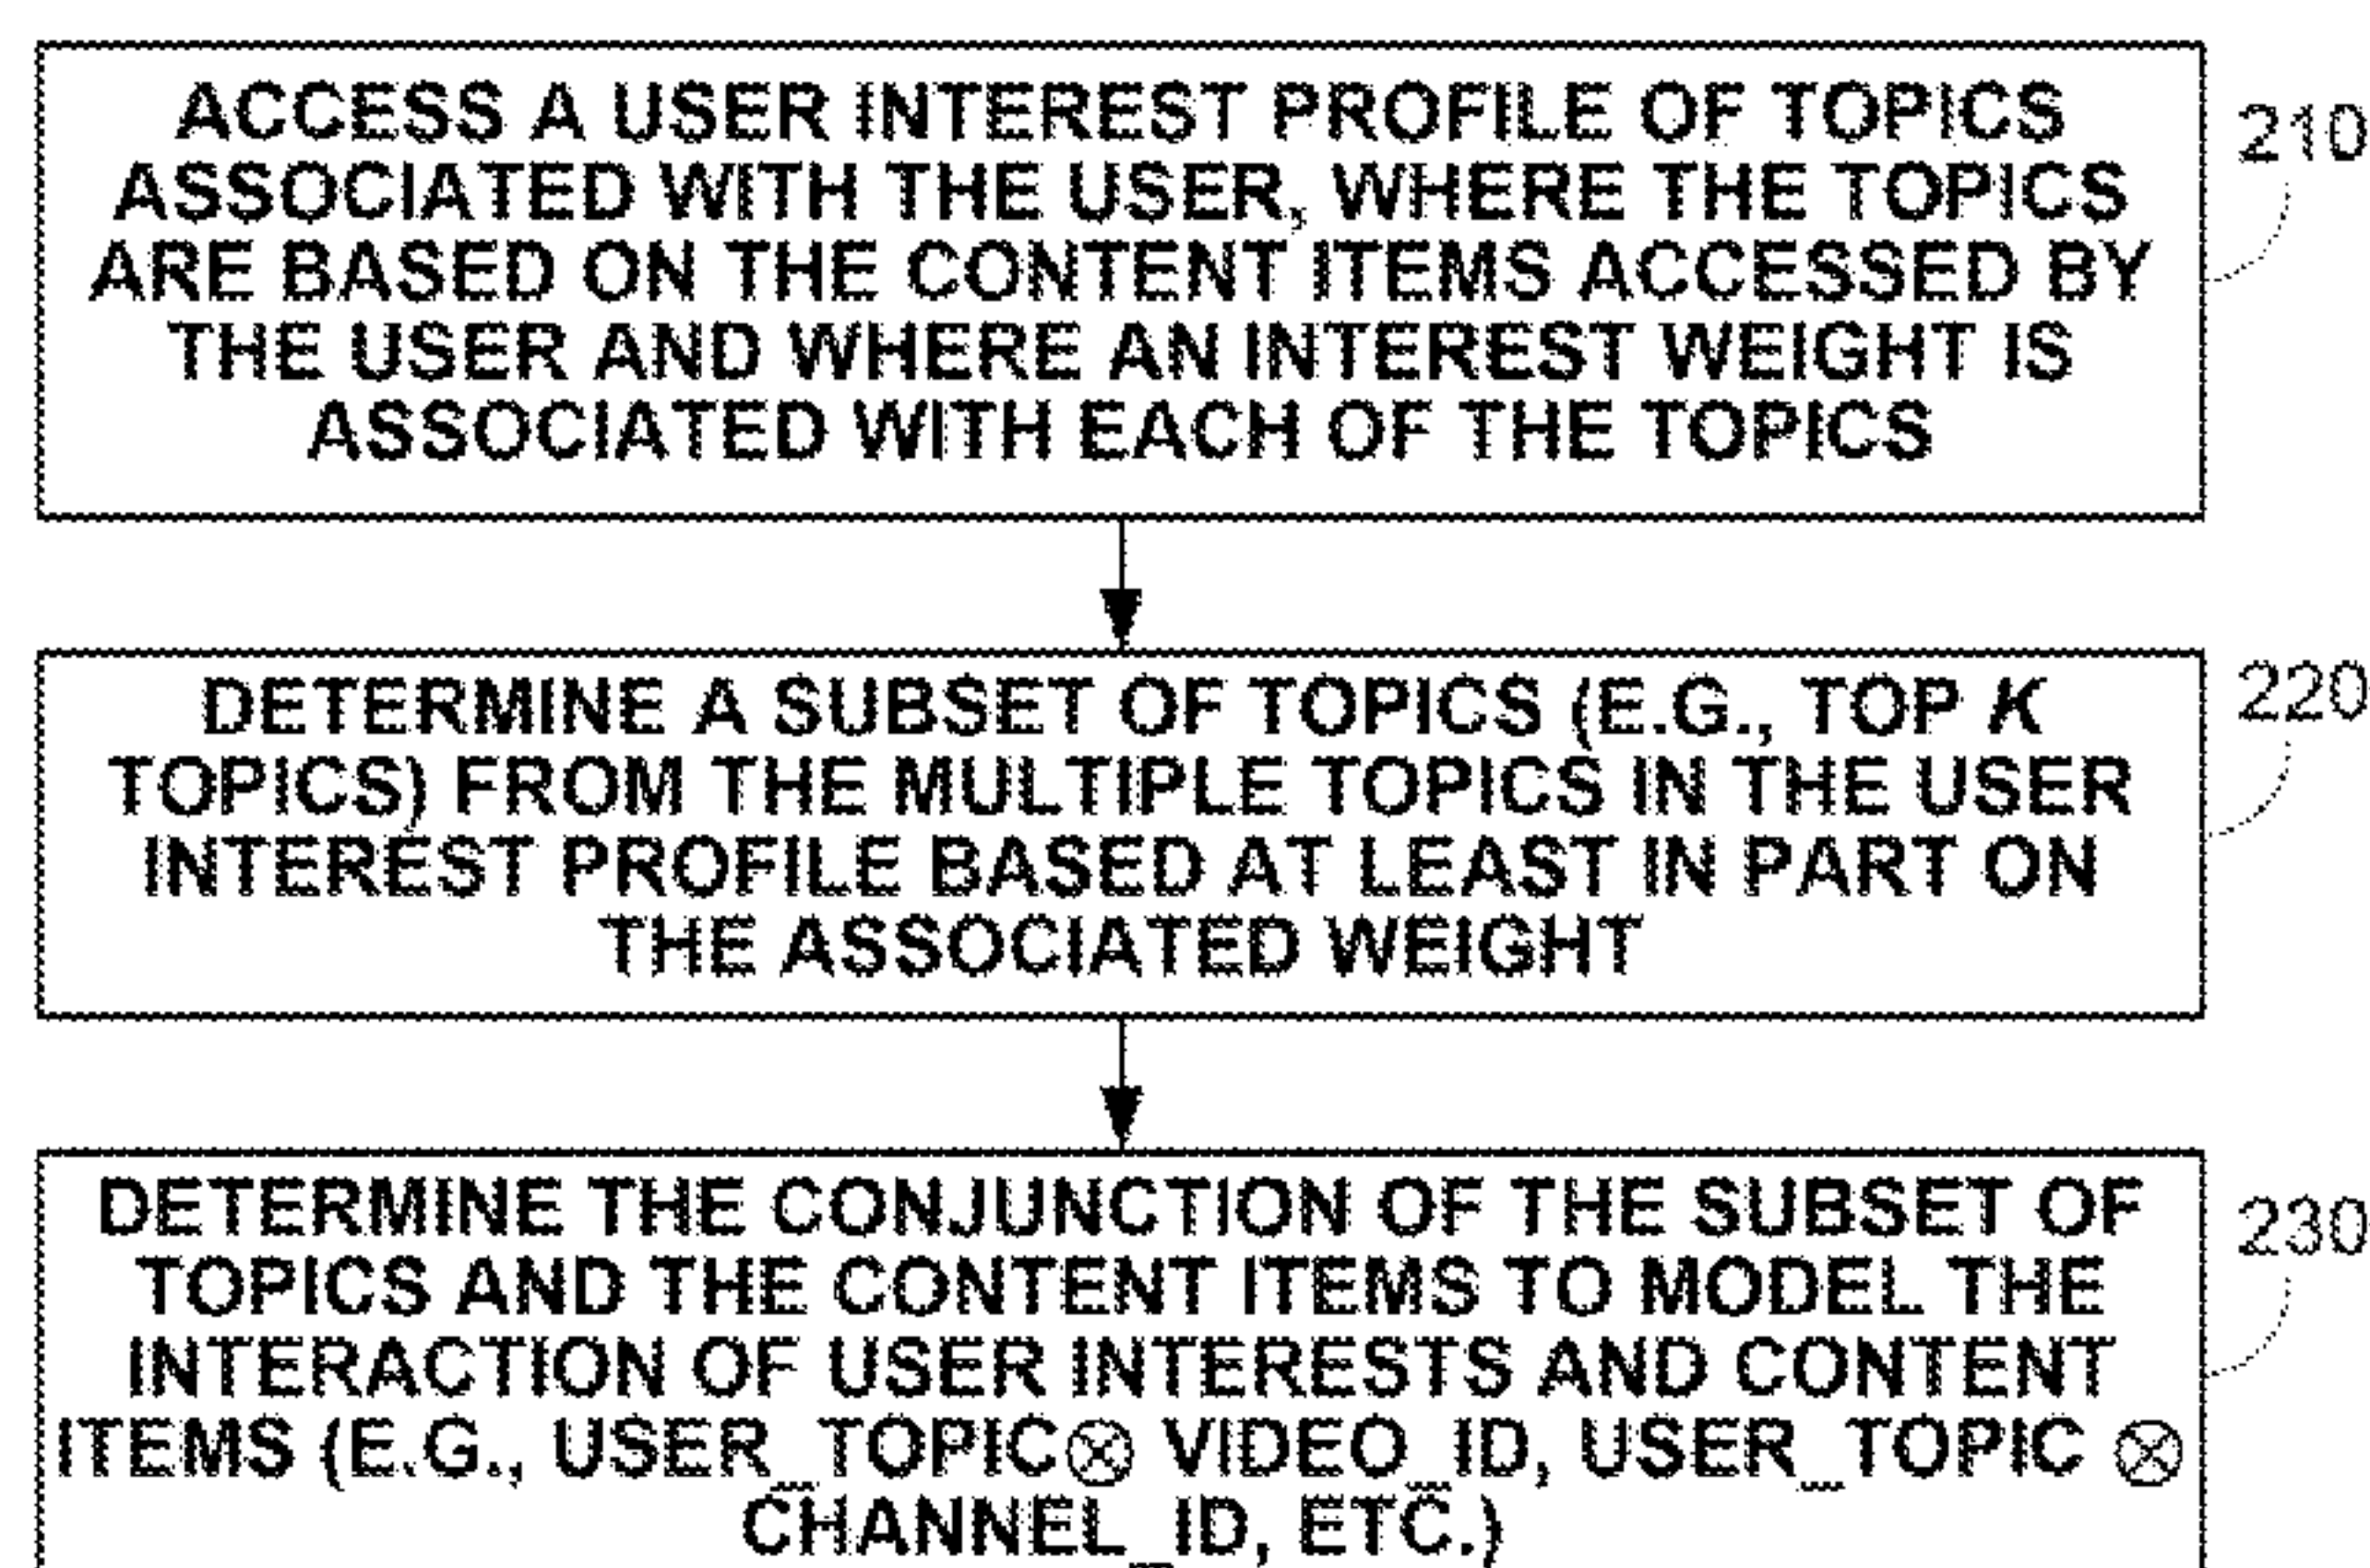 ACCESS A USER INTEREST PROFILE OF TOPICS
ASSOCIATED WITH THE USER, WHERE THE TOPICS
ARE BASED ON THE CONTENT ITEMS ACCESSED BY
THE USER AND WHERE AN INTEREST WEIGHT IS
ASSOCIATED WITH EACH OF THE TOPICS
210
DETERMINE A SUBSET OF TOPICS (E.G., TOP K
TOPICS) FROM THE MULTIPLE TOPICS IN THE USER
INTEREST PROFILE BASED AT LEAST IN PART ON
THE ASSOCIATED WEIGHT
220
DETERMINE THE CONJUNCTION OF THE SUBSET OF
TOPICS AND THE CONTENT ITEMS TO MODEL THE
INTERACTION OF USER INTERESTS AND CONTENT
ITEMS (E.G., USER_TOPIC⊗ VIDEO_ID, USER_TOPIC ⊗
CHANNEL_ID, ETC.)
230